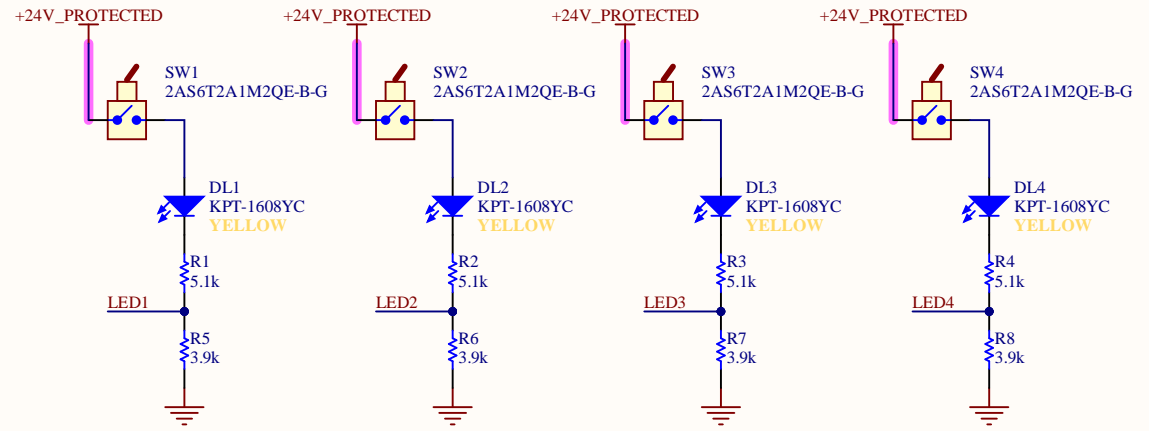 +24V_PROTECTED
SW1
2AS6T2A1M2QE-B-G
DL1
KPT-1608YC
YELLOW
R1
5.1k
LED1
R5
3.9k
+24V_PROTECTED
SW2
2AS6T2A1M2QE-B-G
DL2
KPT-1608YC
YELLOW
R2
5.1k
LED2
R6
3.9k
+24V_PROTECTED
SW3
2AS6T2A1M2QE-B-G
DL3
KPT-1608YC
YELLOW
R3
5.1k
LED3
R7
3.9k
+24V_PROTECTED
SW4
2AS6T2A1M2QE-B-G
DL4
KPT-1608YC
YELLOW
R4
5.1k
LED4
R8
3.9k